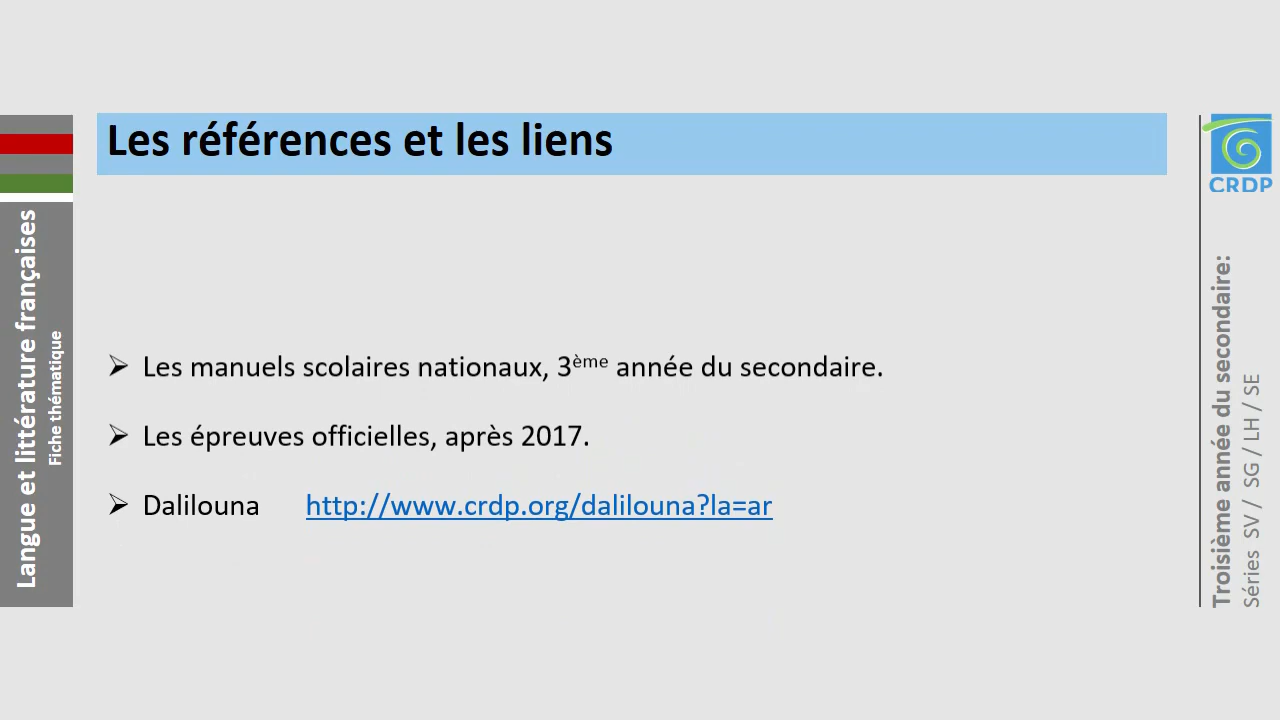 Les références et les liens
Les manuels scolaires nationaux, 3ème année du secondaire.
Les épreuves officielles, après 2017.
Dalilouna http://www.crdp.org/dalilouna?la=ar
Langue et littérature françaises
Fiche thématique
CRDP
Troisième année du secondaire:
Séries SV / SG / LH / SE